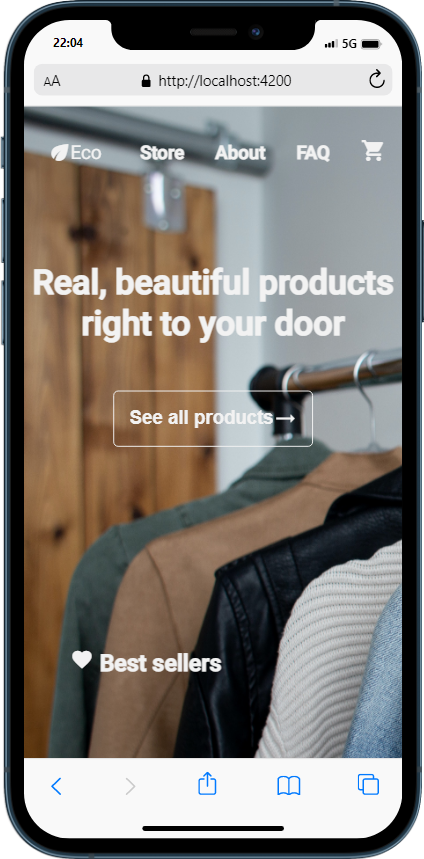 22:04
5G
AA
http://localhost:4200
Eco Store About FAQ
Real, beautiful products
right to your door
See all products→
Best sellers